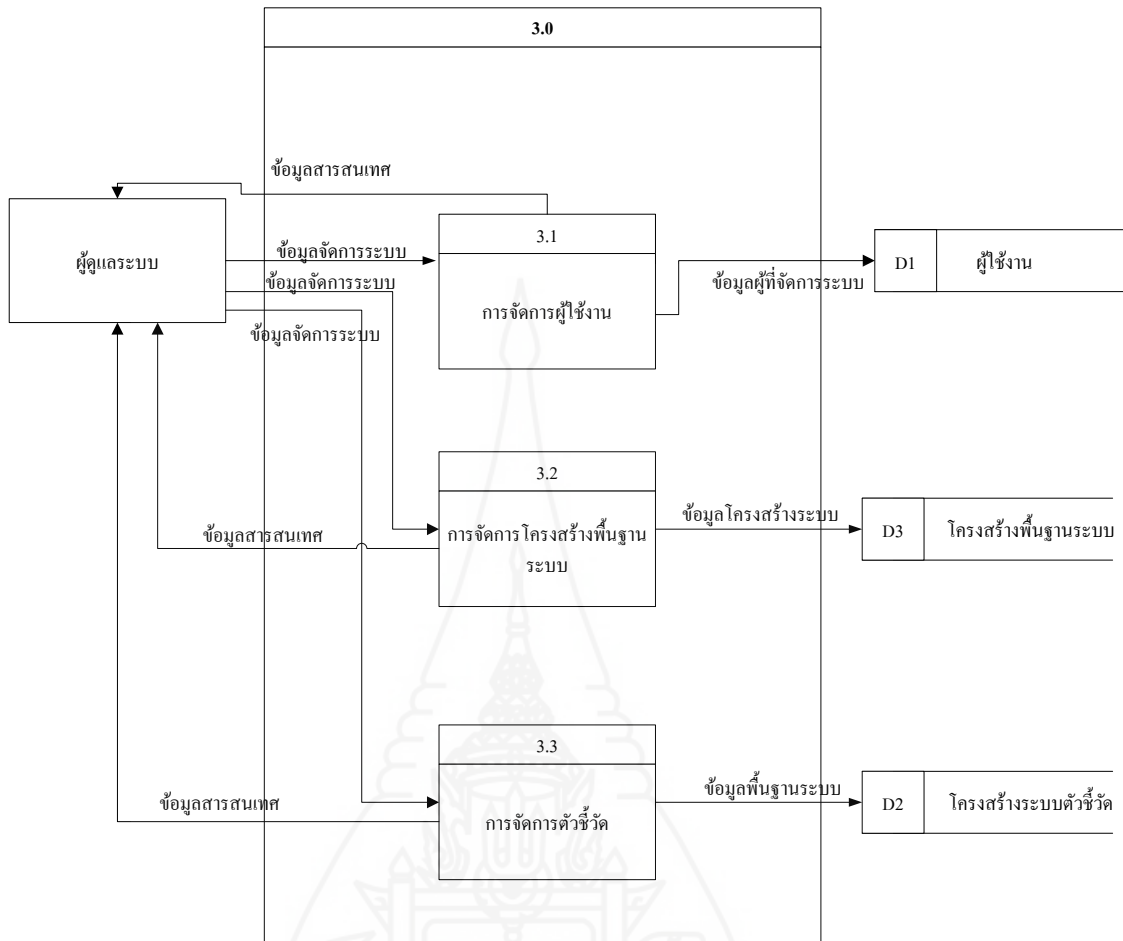 3.0
ข้อมูลสารสนเทศ
ผู้ดูแลระบบ
ข้อมูลจัดการระบบ
ข้อมูลจัดการระบบ
ข้อมูลจัดการระบบ
3.1
การจัดการผู้ใช้งาน
ข้อมูลผู้ที่จัดการระบบ
D1
ผู้ใช้งาน
3.2
การจัดการโครงสร้างพื้นฐาน
ระบบ
ข้อมูลสารสนเทศ
ข้อมูลโครงสร้างระบบ
D3
โครงสร้างพื้นฐานระบบ
3.3
การจัดการตัวชี้วัด
ข้อมูลสารสนเทศ
ข้อมูลพื้นฐานระบบ
D2
โครงสร้างระบบตัวชี้วัด